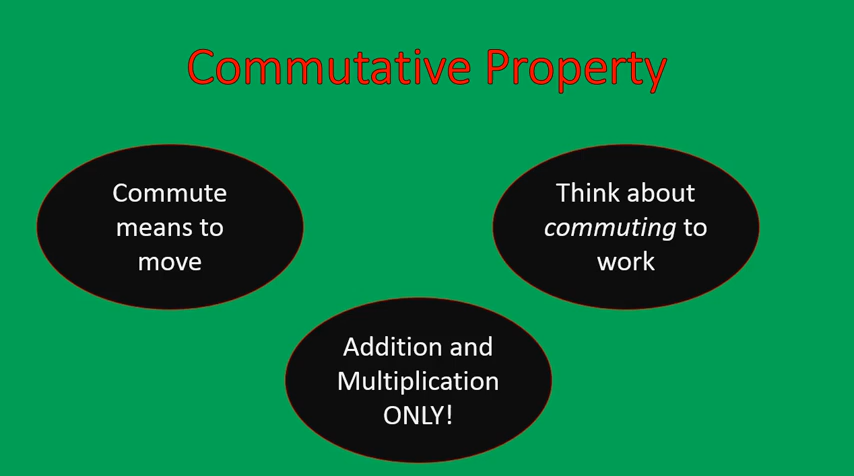 Commutative Property
Commute
means to
move
Think about
commuting to
work
Addition and
Multiplication
ONLY!